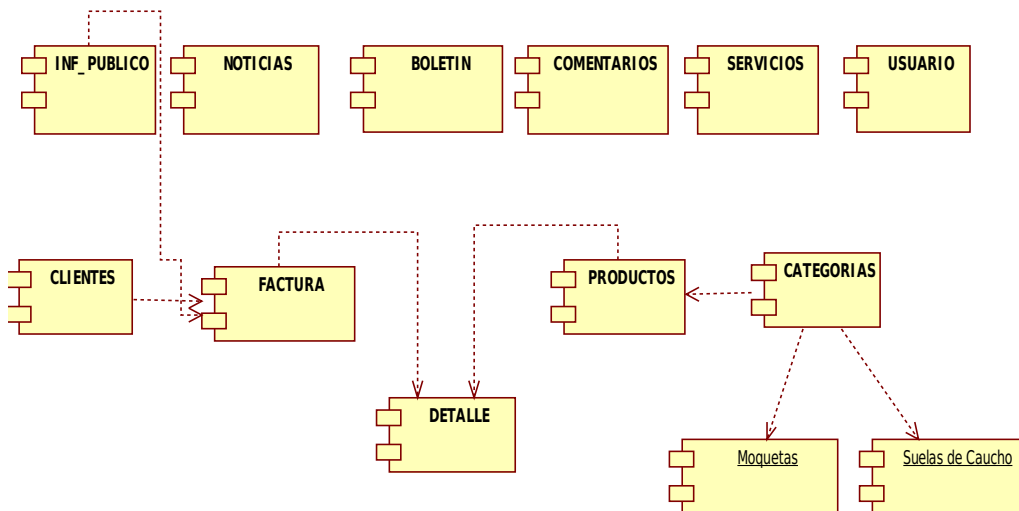 INF_PUBLICO
NOTICIAS
BOLETIN
COMENTARIOS
SERVICIOS
USUARIO
CLIENTES
FACTURA
PRODUCTOS
CATEGORIAS
DETALLE
Moquetas
Suelas de Caucho